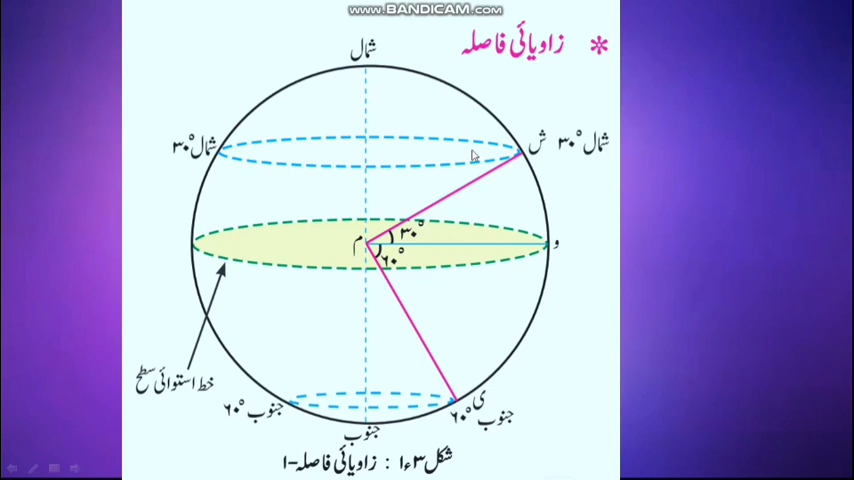 WWW.BANDICAM.COM
* زاویائی فاصلہ
شمال
شمال ۳۰°
ش شمال ۳۰°
۳۰°
م
و
۶۰°
خط استوائی سطح
جنوب ۶۰°
ی
جنوب ۶۰°
جنوب
شکل ۱ء۳ : زاویائی فاصلہ-۱